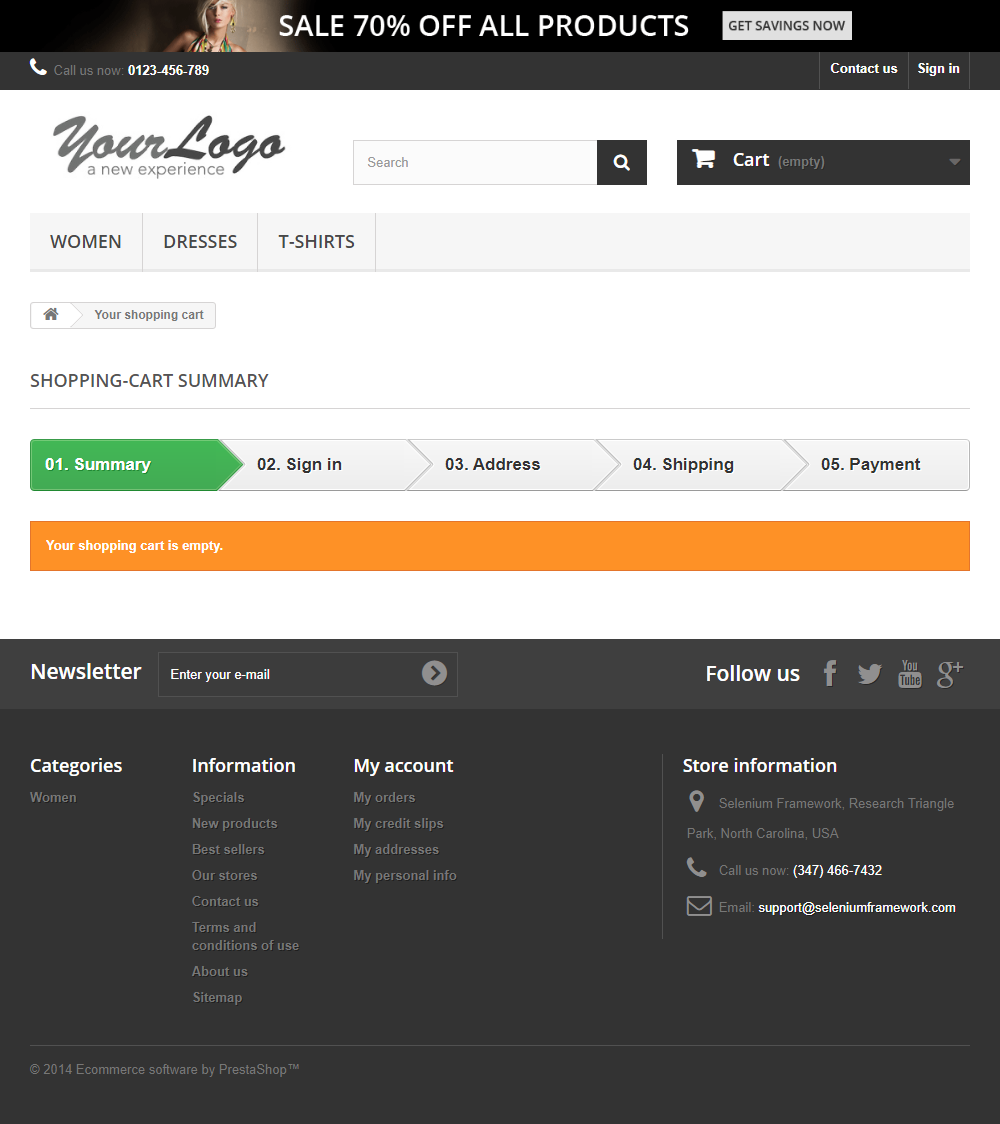 SALE 70% OFF ALL PRODUCTS GET SAVINGS NOW
Call us now: 0123-456-789 Contact us Sign in
YourLogo
a new experience
Search Cart (empty)
WOMEN DRESSES T-SHIRTS
Your shopping cart
SHOPPING-CART SUMMARY
01. Summary 02. Sign in 03. Address 04. Shipping 05. Payment
Your shopping cart is empty.
Newsletter Enter your e-mail Follow us f You Tube g+
Categories
Women
Information
Specials
New products
Best sellers
Our stores
Contact us
Terms and
conditions of use
About us
Sitemap
My account
My orders
My credit slips
My addresses
My personal info
Store information
Selenium Framework, Research Triangle
Park, North Carolina, USA
Call us now: (347) 466-7432
Email: support@seleniumframework.com
© 2014 Ecommerce software by PrestaShop™